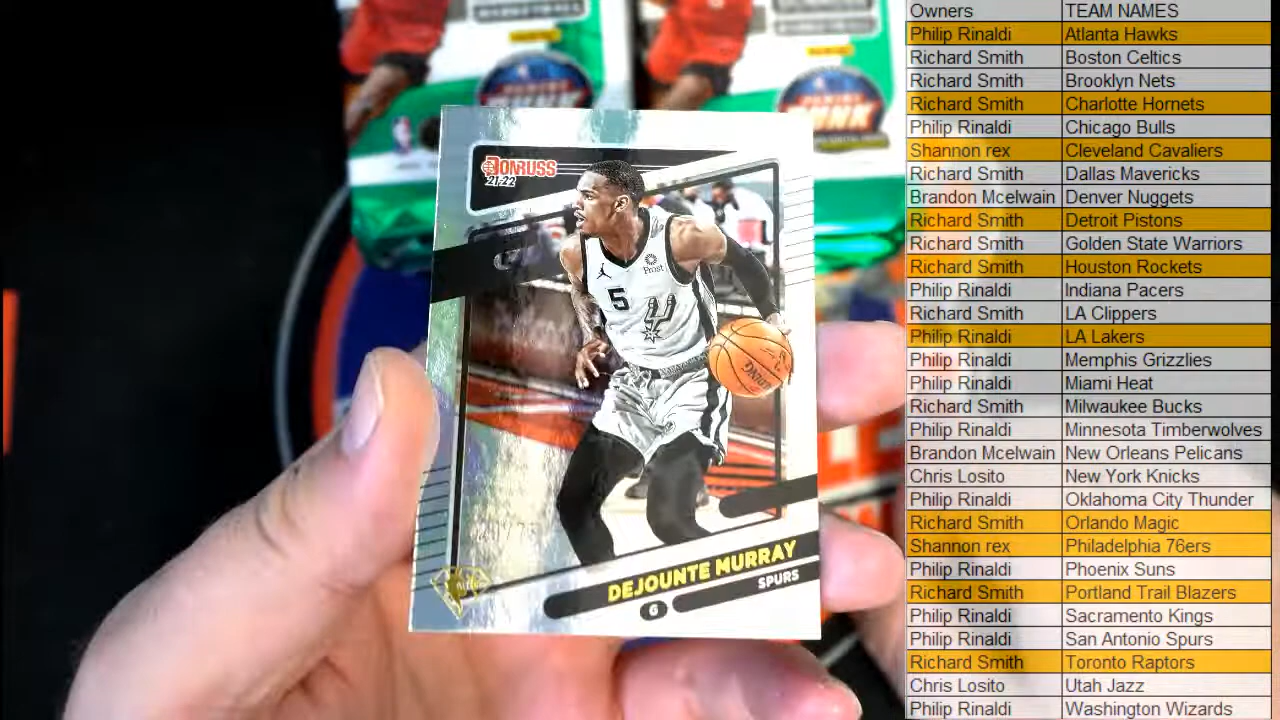 DONRUSS
21-22
Prost
5
SPALDING
DEJOUNTE MURRAY
SPURS
G
Owners TEAM NAMES
Philip Rinaldi Atlanta Hawks
Richard Smith Boston Celtics
Richard Smith Brooklyn Nets
Richard Smith Charlotte Hornets
Philip Rinaldi Chicago Bulls
Shannon rex Cleveland Cavaliers
Richard Smith Dallas Mavericks
Brandon Mcelwain Denver Nuggets
Richard Smith Detroit Pistons
Richard Smith Golden State Warriors
Richard Smith Houston Rockets
Philip Rinaldi Indiana Pacers
Richard Smith LA Clippers
Philip Rinaldi LA Lakers
Philip Rinaldi Memphis Grizzlies
Philip Rinaldi Miami Heat
Richard Smith Milwaukee Bucks
Philip Rinaldi Minnesota Timberwolves
Brandon Mcelwain New Orleans Pelicans
Chris Losito New York Knicks
Philip Rinaldi Oklahoma City Thunder
Richard Smith Orlando Magic
Shannon rex Philadelphia 76ers
Philip Rinaldi Phoenix Suns
Richard Smith Portland Trail Blazers
Philip Rinaldi Sacramento Kings
Philip Rinaldi San Antonio Spurs
Richard Smith Toronto Raptors
Chris Losito Utah Jazz
Philip Rinaldi Washington Wizards